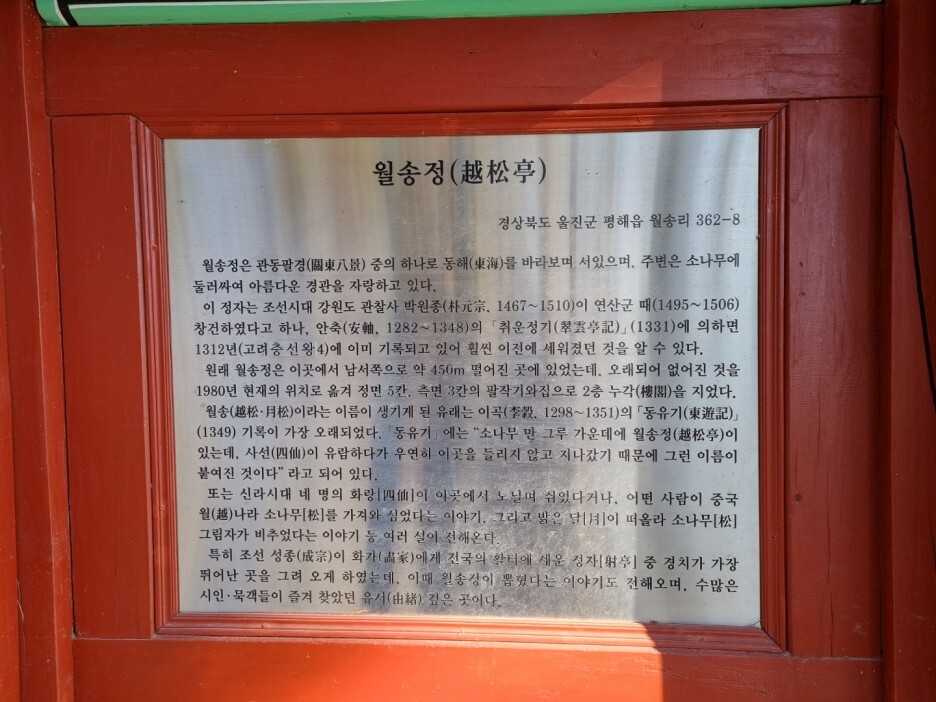 월송정(越松亭)
경상북도 울진군 평해읍 월송리 362-8
월송정은 관동팔경(關東八景) 중의 하나로 동해(東海)를 바라보며 서있으며, 주변은 소나무에
둘러싸여 아름다운 경관을 자랑하고 있다.
이 정자는 조선시대 강원도 관찰사 박원종(朴元宗, 1467~1510)이 연산군 때(1495~1506)
창건하였다고 하나, 안축(安軸, 1282~1348)의 「취운정기(翠雲亭記)」(1331)에 의하면
1312년(고려충선왕4)에 이미 기록되고 있어 훨씬 이전에 세워졌던 것을 알 수 있다.
원래 월송정은 이곳에서 남서쪽으로 약 450m 떨어진 곳에 있었는데, 오래되어 없어진 것을
1980년 현재의 위치로 옮겨 정면 5칸, 측면 3칸의 팔작기와집으로 2층 누각(樓閣)을 지었다.
월송(越松·月松)이라는 이름이 생기게 된 유래는 이곡(李穀, 1298~1351)의 「동유기(東遊記)」
(1349) 기록이 가장 오래되었다. 「동유기」에는 “소나무 만 그루 가운데에 월송정(越松亭)이
있는데, 사선(四仙)이 유람하다가 우연히 이곳을 들리지 않고 지나갔기 때문에 그런 이름이
붙여진 것이다” 라고 되어 있다.
또는 신라시대 네 명의 화랑[四仙]이 이곳에서 노닐며 쉬었다거나, 어떤 사람이 중국
월(越)나라 소나무[松]를 가져와 심었다는 이야기, 그리고 밝은 달[月]이 떠올라 소나무[松]
그림자가 비추었다는 이야기 등 여러 설이 전해온다.
특히 조선 성종(成宗)이 화가(畵家)에게 전국의 활터에 세운 정자[射亭] 중 경치가 가장
뛰어난 곳을 그려 오게 하였는데, 이때 월송정이 뽑혔다는 이야기도 전해오며, 수많은
시인·묵객들이 즐겨 찾았던 유서(由緖) 깊은 곳이다.